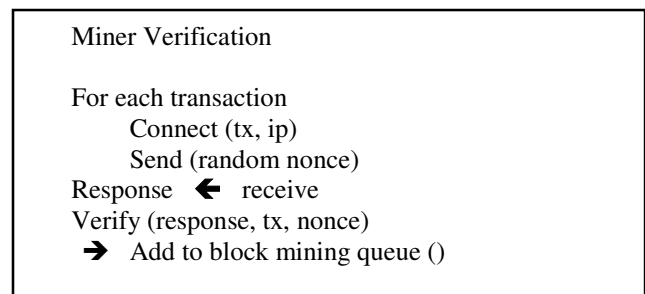 Miner Verification
For each transaction
Connect (tx, ip)
Send (random nonce)
Response 🡸 receive
Verify (response, tx, nonce)
➔ Add to block mining queue ()